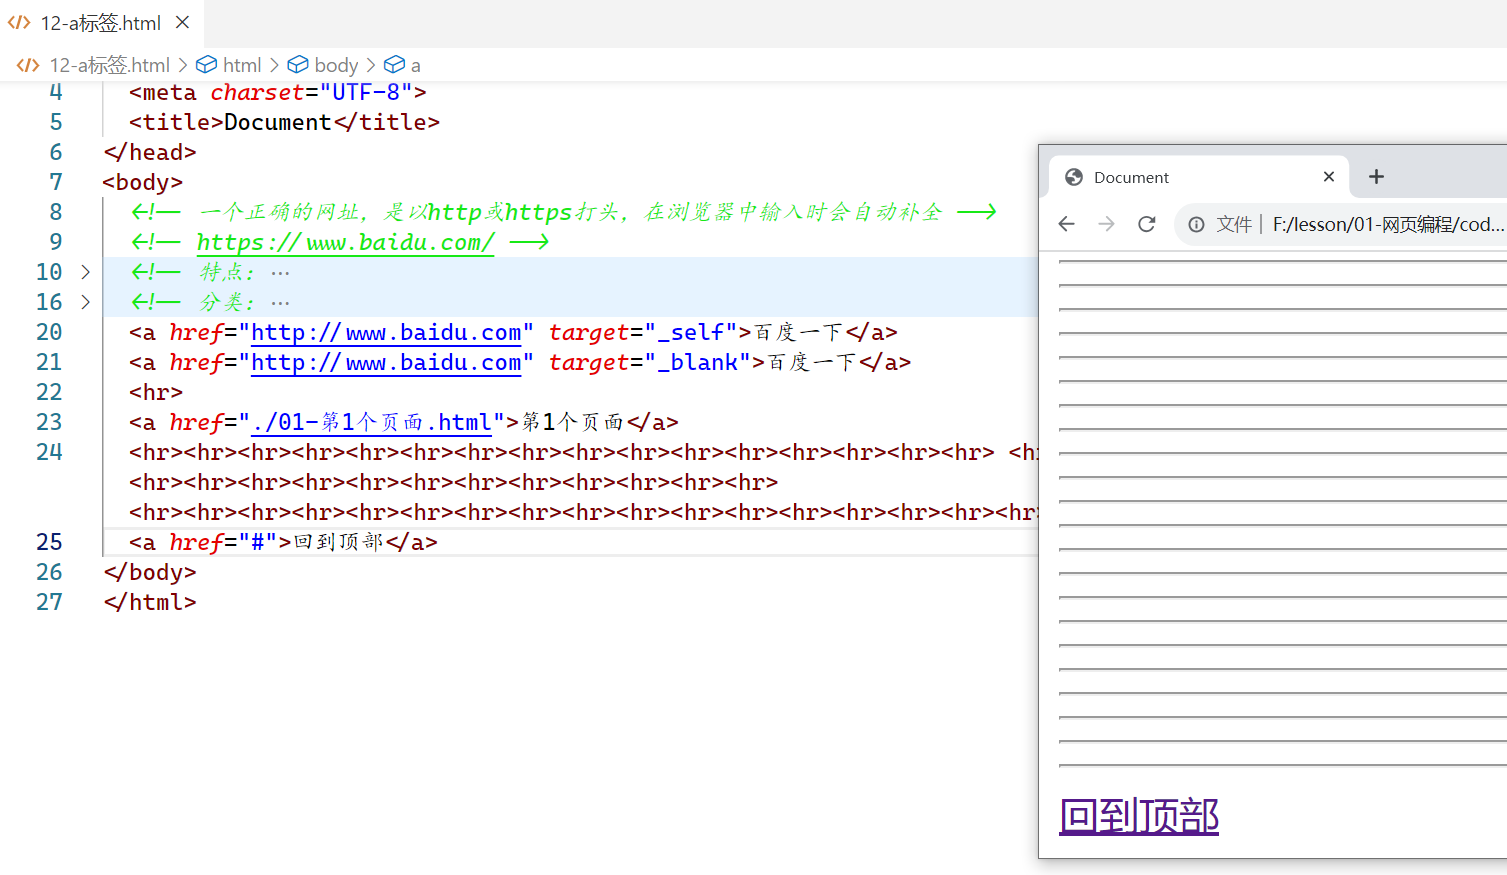 12-a标签.html
12-a标签.html > html > body > a
4 <meta charset="UTF-8">
5 <title>Document</title>
6 </head>
7 <body>
8 <!-- 一个正确的网址，是以http或https打头，在浏览器中输入时会自动补全 -->
9 <!-- https://www.baidu.com/ -->
10 <!-- 特点：…
16 <!-- 分类：…
20 <a href="http://www.baidu.com" target="_self">百度一下</a>
21 <a href="http://www.baidu.com" target="_blank">百度一下</a>
22 <hr>
23 <a href="./01-第1个页面.html">第1个页面</a>
24 <hr><hr><hr><hr><hr><hr><hr><hr><hr><hr><hr><hr><hr><hr><hr><hr> <h
<hr><hr><hr><hr><hr><hr><hr><hr><hr><hr><hr><hr>
<hr><hr><hr><hr><hr><hr><hr><hr><hr><hr><hr><hr><hr><hr><hr><hr><hr>
25 <a href="#">回到顶部</a>
26 </body>
27 </html>
Document
文件 | F:/lesson/01-网页编程/cod...
回到顶部